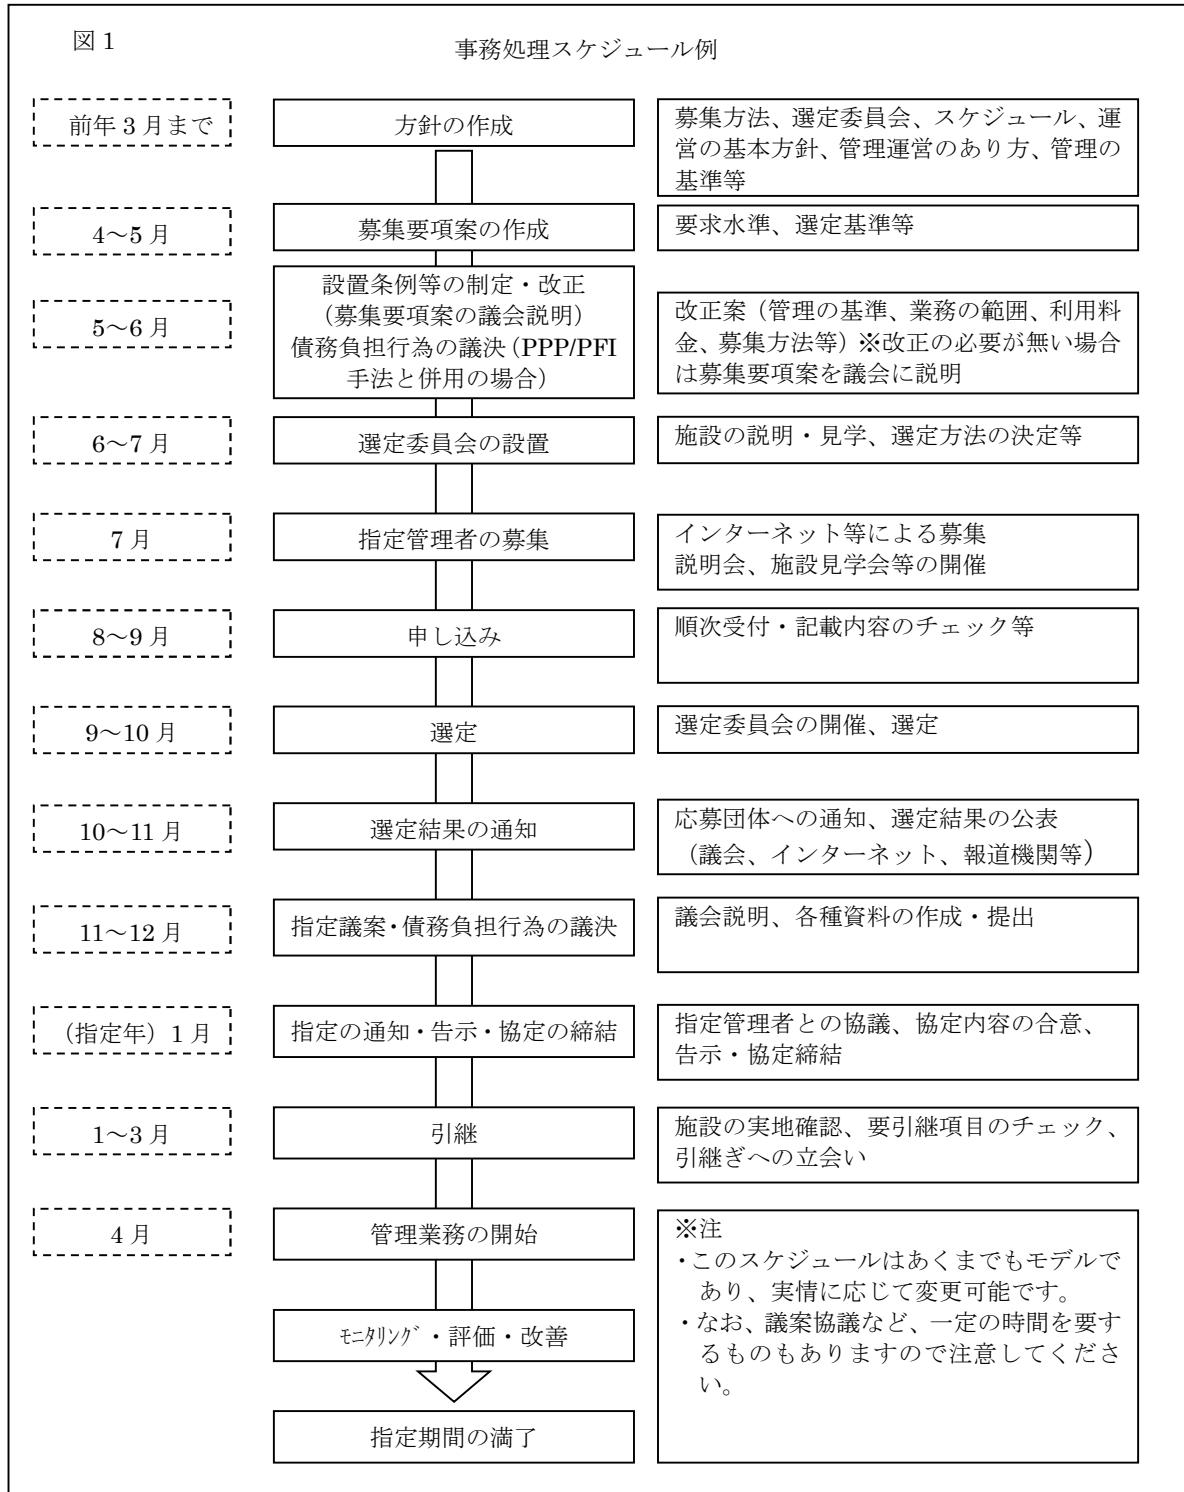 図1
事務処理スケジュール例
前年3月まで
方針の作成
募集方法、選定委員会、スケジュール、運
営の基本方針、管理運営のあり方、管理の
基準等
4～5月
募集要項案の作成
要求水準、選定基準等
5～6月
設置条例等の制定・改正
（募集要項案の議会説明）
債務負担行為の議決（PPP/PFI
手法と併用の場合）
改正案（管理の基準、業務の範囲、利用料
金、募集方法等）※改正の必要が無い場合
は募集要項案を議会に説明
6～7月
選定委員会の設置
施設の説明・見学、選定方法の決定等
7月
指定管理者の募集
インターネット等による募集
説明会、施設見学会等の開催
8～9月
申し込み
順次受付・記載内容のチェック等
9～10月
選定
選定委員会の開催、選定
10～11月
選定結果の通知
応募団体への通知、選定結果の公表
（議会、インターネット、報道機関等)
11～12月
指定議案・債務負担行為の議決
議会説明、各種資料の作成・提出
（指定年）1月
指定の通知・告示・協定の締結
指定管理者との協議、協定内容の合意、
告示・協定締結
1～3月
引継
施設の実地確認、要引継項目のチェック、
引継ぎへの立会い
4月
管理業務の開始
※注
・このスケジュールはあくまでもモデルで
あり、実情に応じて変更可能です。
・なお、議案協議など、一定の時間を要す
るものもありますので注意してくださ
い。
ﾓﾆﾀﾘﾝｸﾞ・評価・改善
指定期間の満了